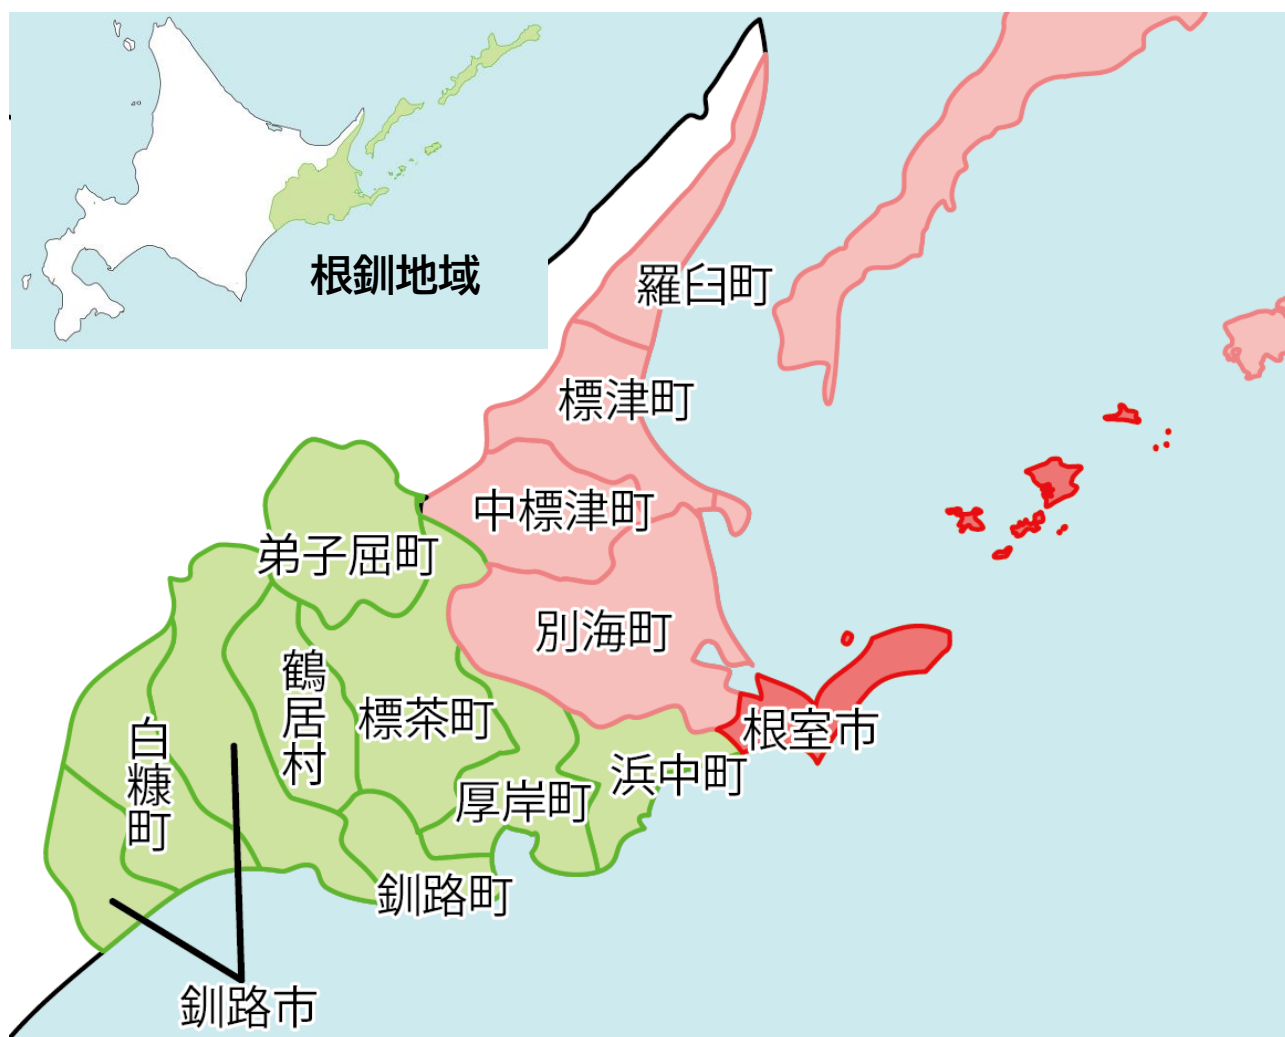 根釧地域
羅臼町
標津町
中標津町
弟子屈町
別海町
鶴居村
標茶町
白糠町
根室市
浜中町
厚岸町
釧路町
釧路市